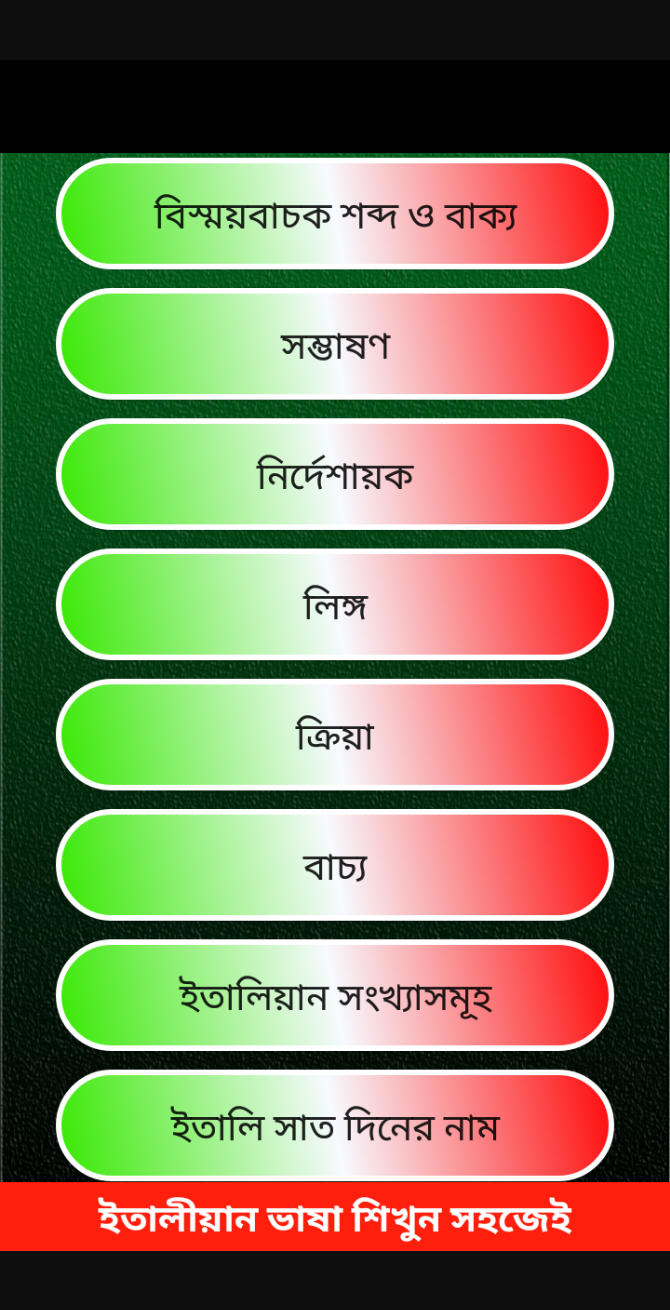 বিস্ময়বাচক শব্দ ও বাক্য
সম্ভাষণ
নির্দেশায়ক
লিঙ্গ
ক্রিয়া
বাচ্য
ইতালিয়ান সংখ্যাসমূহ
ইতালি সাত দিনের নাম
ইতালীয়ান ভাষা শিখুন সহজেই